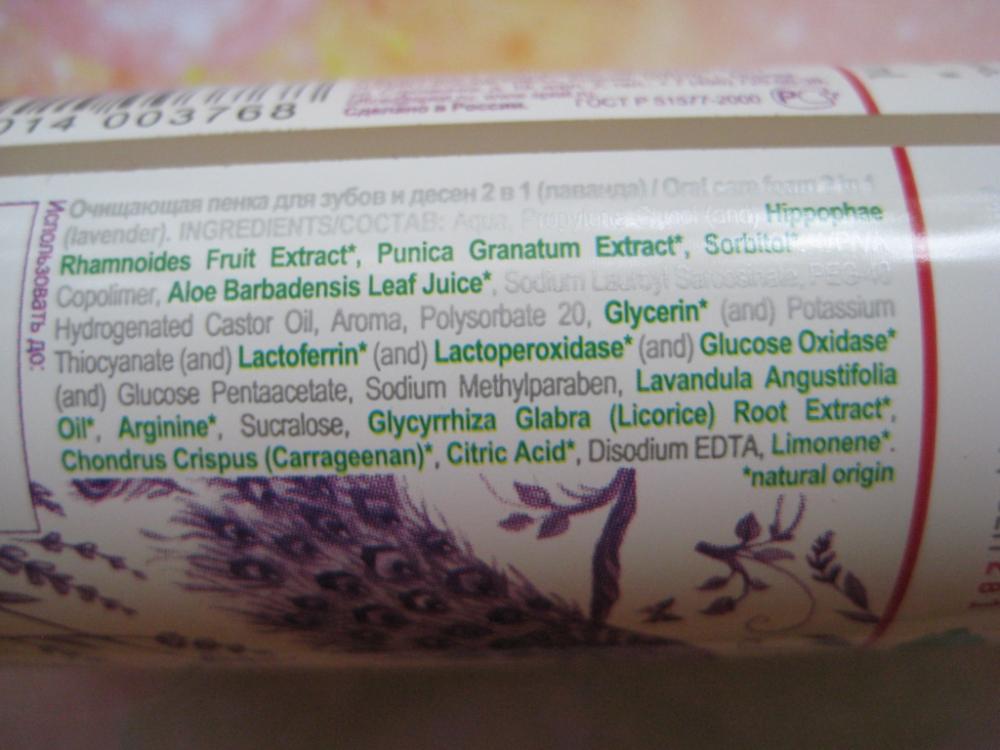 014 003768
Сделано в России.
ГОСТ Р 51577-2000
Использовать до:
Очищающая пенка для зубов и десен 2 в 1 (лаванда) / Oral care foam 2 in 1
(lavender). INGREDIENTS/СОСТАВ: Aqua, Propylene (and) Hippophae
Rhamnoides Fruit Extract*, Punica Granatum Extract*, Sorbitol*,
Copolimer, Aloe Barbadensis Leaf Juice*, Sodium Lauroyl Sarcosinate, PEG-40
Hydrogenated Castor Oil, Aroma, Polysorbate 20, Glycerin* (and) Potassium
Thiocyanate (and) Lactoferrin* (and) Lactoperoxidase* (and) Glucose Oxidase*
(and) Glucose Pentaacetate, Sodium Methylparaben, Lavandula Angustifolia
Oil*, Arginine*, Sucralose, Glycyrrhiza Glabra (Licorice) Root Extract*,
Chondrus Crispus (Carrageenan)*, Citric Acid*, Disodium EDTA, Limonene*.
*natural origin